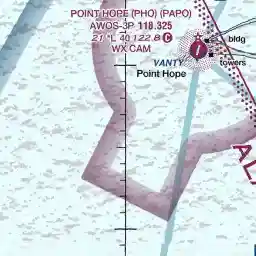 POINT HOPE (PHO) (PAPO)
AWOS-3P 118.325
21 *L 40 122.8 C
WX CAM
bldg
VANTY
towers
Point Hope
i